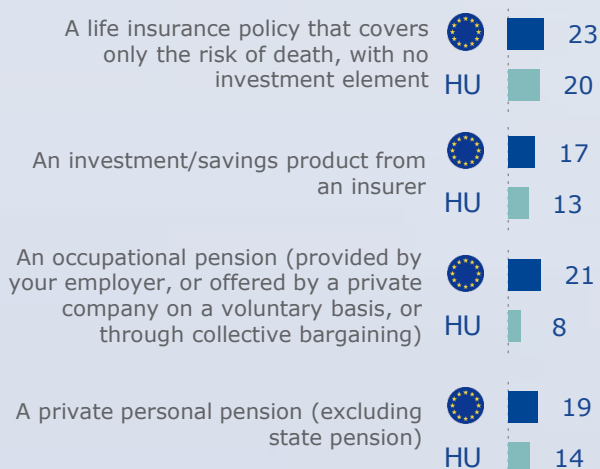 A life insurance policy that covers
only the risk of death, with no
investment element
23
HU 20
An investment/savings product from
an insurer
17
HU 13
An occupational pension (provided by
your employer, or offered by a private
company on a voluntary basis, or
through collective bargaining)
21
HU 8
A private personal pension (excluding
state pension)
19
HU 14